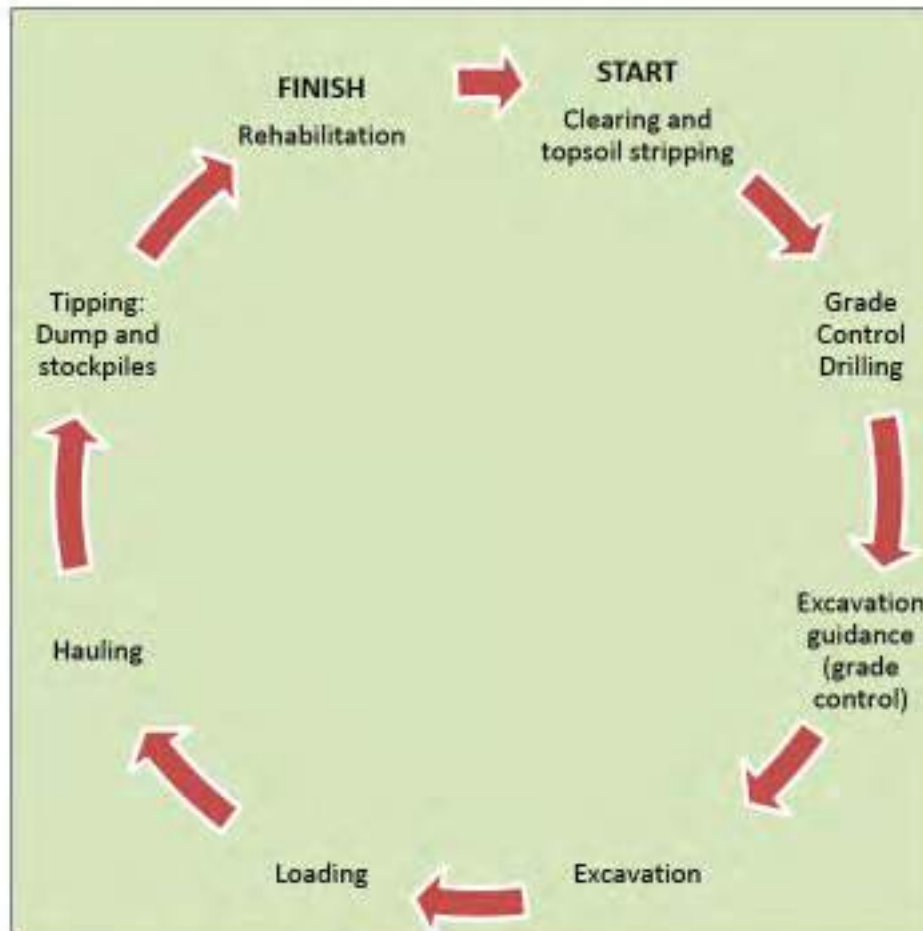 START
Clearing and
topsoil stripping
Grade
Control
Drilling
Excavation
guidance
(grade
control)
Excavation
Loading
Hauling
Tipping:
Dump and
stockpiles
FINISH
Rehabilitation